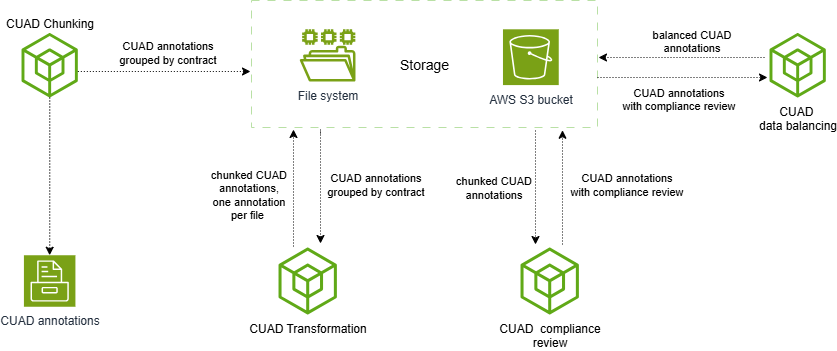 CUAD Chunking
CUAD annotations
grouped by contract
File system
Storage
AWS S3 bucket
balanced CUAD
annotations
CUAD annotations
with compliance review
CUAD
data balancing
chunked CUAD
annotations,
one annotation
per file
CUAD annotations
grouped by contract
chunked CUAD
annotations
CUAD annotations
with compliance review
CUAD annotations
CUAD Transformation
CUAD  compliance
review